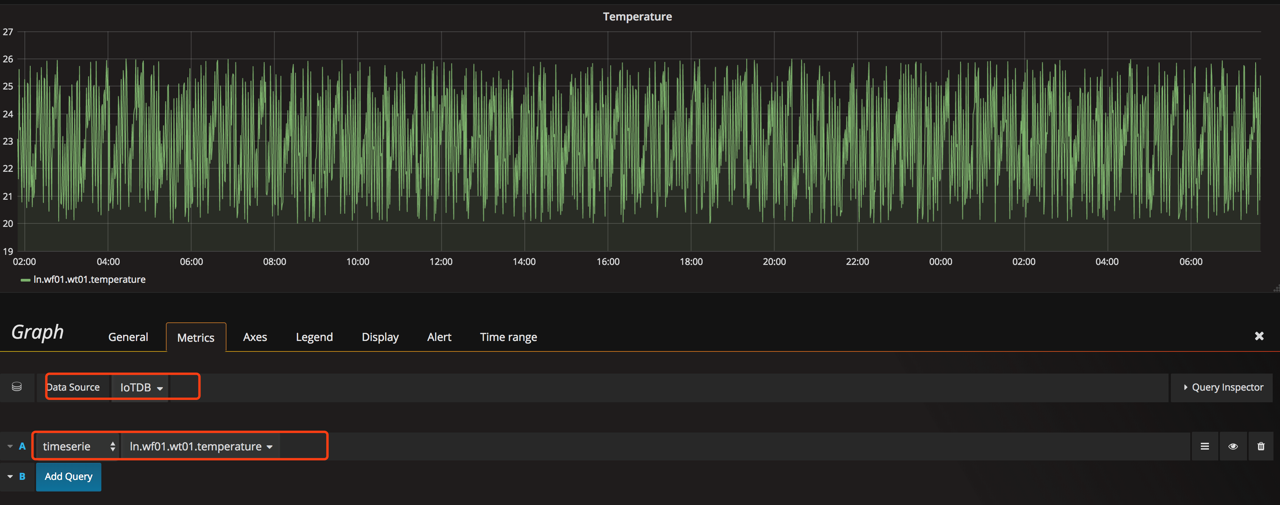 Temperature
27
26
25
24
23
22
21
20
19
02:00 04:00 06:00 08:00 10:00 12:00 14:00 16:00 18:00 20:00 22:00 00:00 02:00 04:00 06:00
ln.wf01.wt01.temperature
Graph General Metrics Axes Legend Display Alert Time range
Data Source IoTDB Query Inspector
A timeserie ln.wf01.wt01.temperature
B Add Query